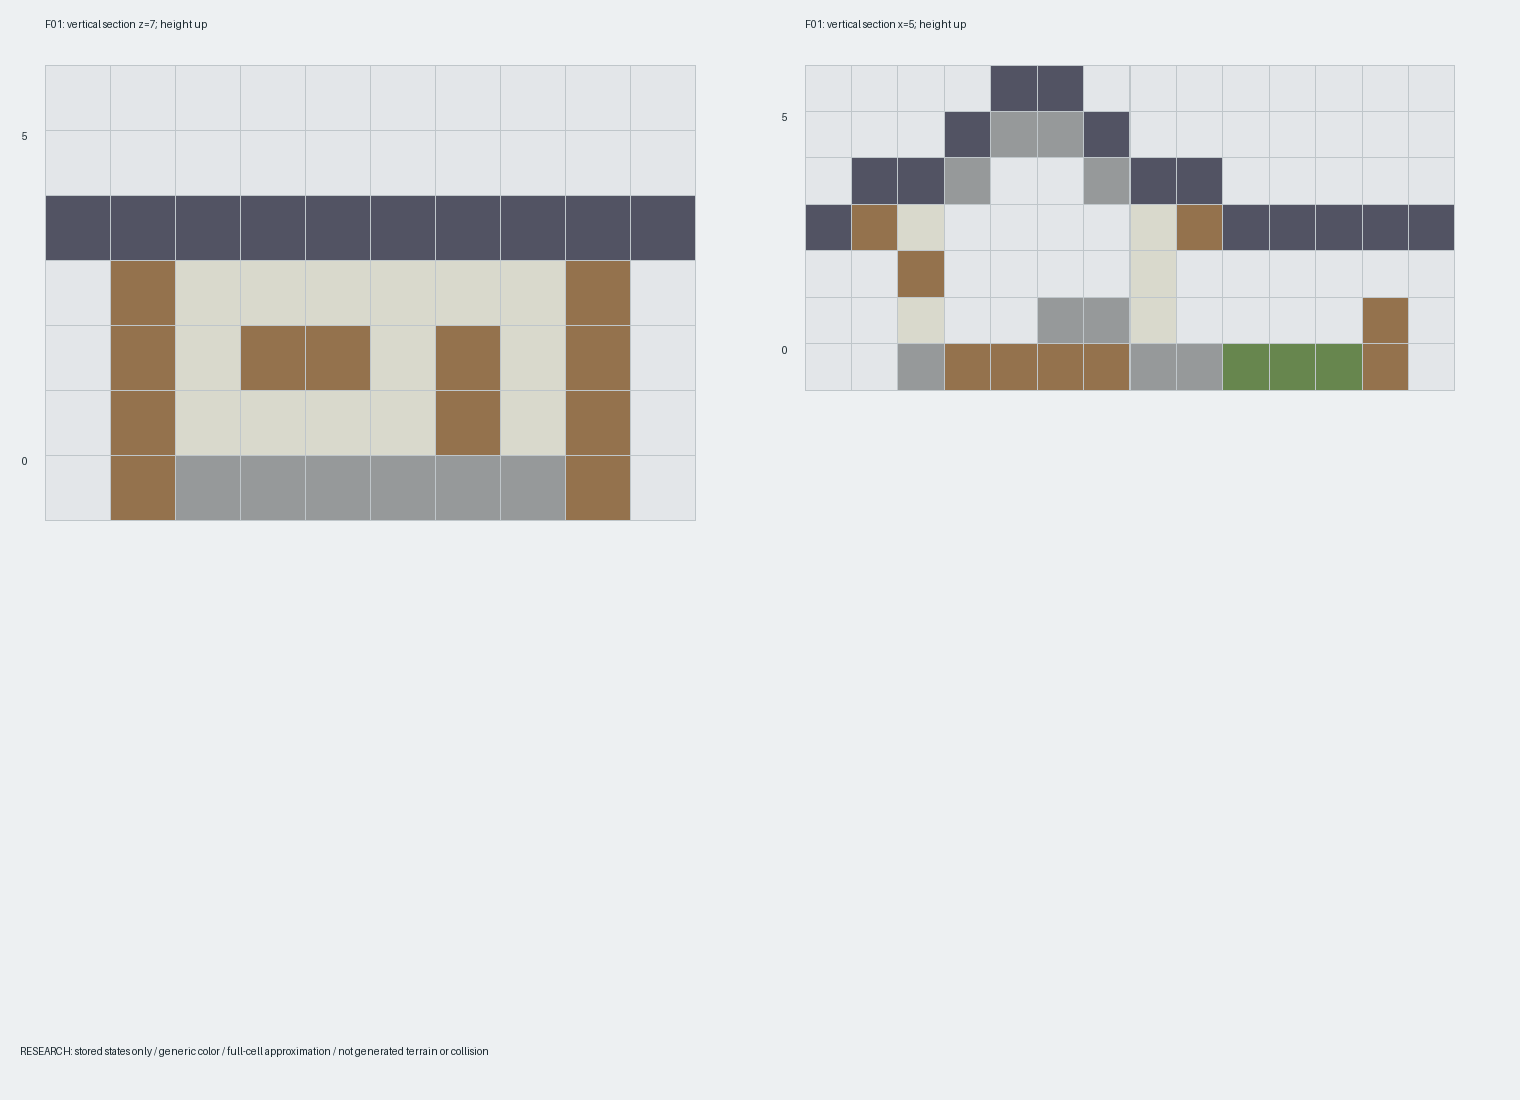 F01: vertical section z=7; height up
F01: vertical section x=5; height up
5
0
5
0
RESEARCH: stored states only / generic color / full-cell approximation / not generated terrain or collision